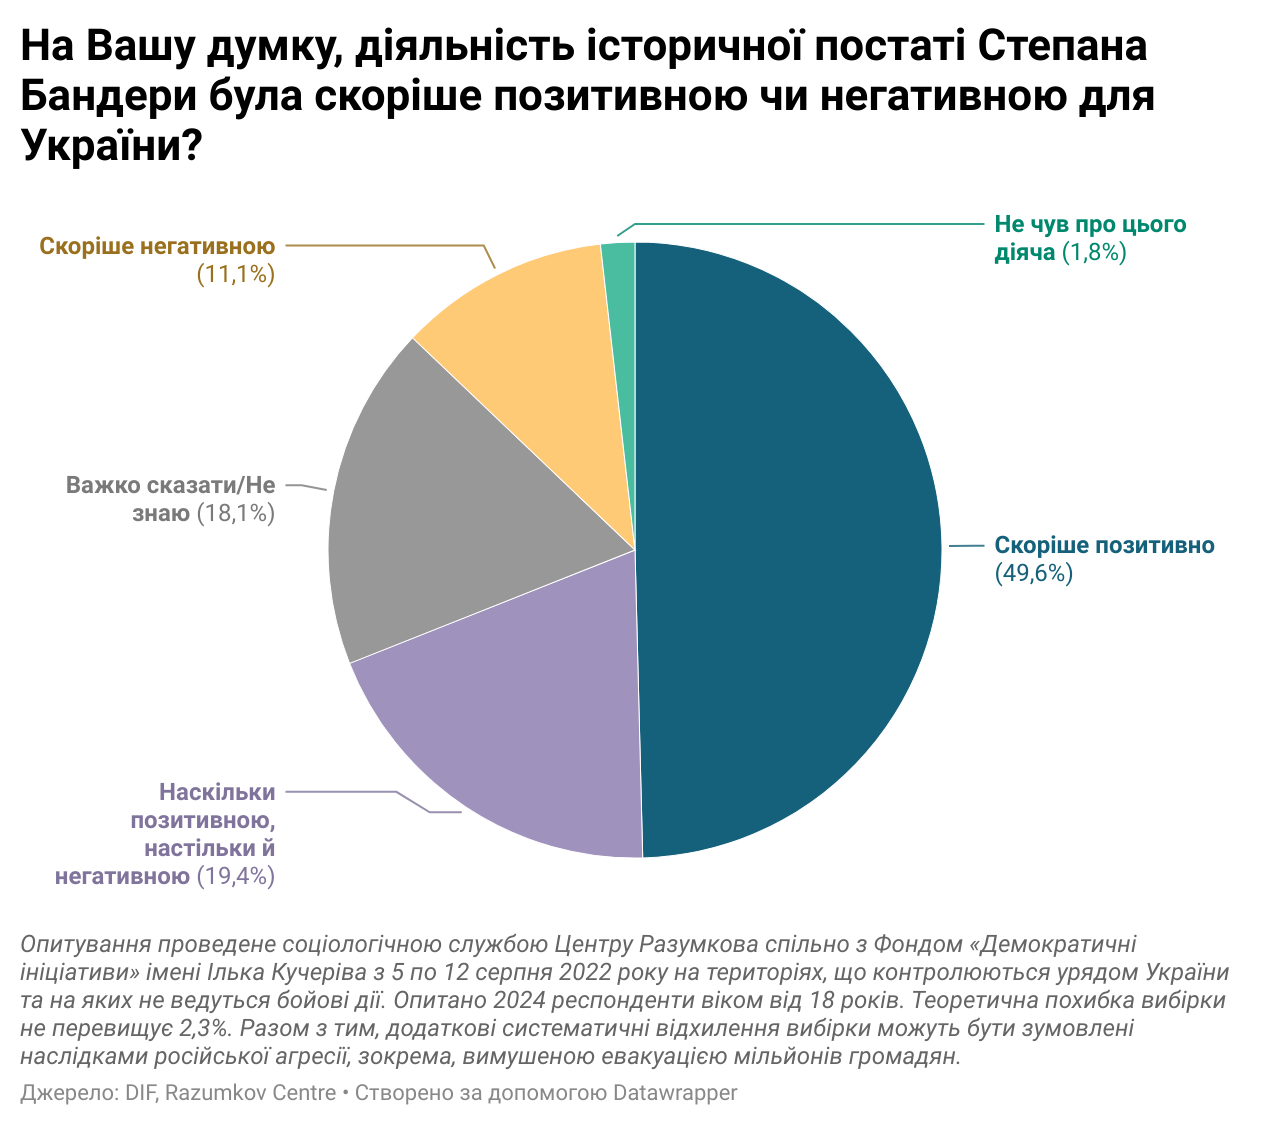 На Вашу думку, діяльність історичної постаті Степана
Бандери була скоріше позитивною чи негативною для
України?
Не чув про цього
діяча (1,8%)
Скоріше негативною
(11,1%)
Важко сказати/Не
знаю (18,1%)
Скоріше позитивно
(49,6%)
Наскільки
позитивною,
настільки й
негативною (19,4%)
Опитування проведене соціологічною службою Центру Разумкова спільно з Фондом «Демократичні
ініціативи» імені Ілька Кучеріва з 5 по 12 серпня 2022 року на територіях, що контролюються урядом України
та на яких не ведуться бойові дії. Опитано 2024 респонденти віком від 18 років. Теоретична похибка вибірки
не перевищує 2,3%. Разом з тим, додаткові систематичні відхилення вибірки можуть бути зумовлені
наслідками російської агресії, зокрема, вимушеною евакуацією мільйонів громадян.
Джерело: DIF, Razumkov Centre • Створено за допомогою Datawrapper